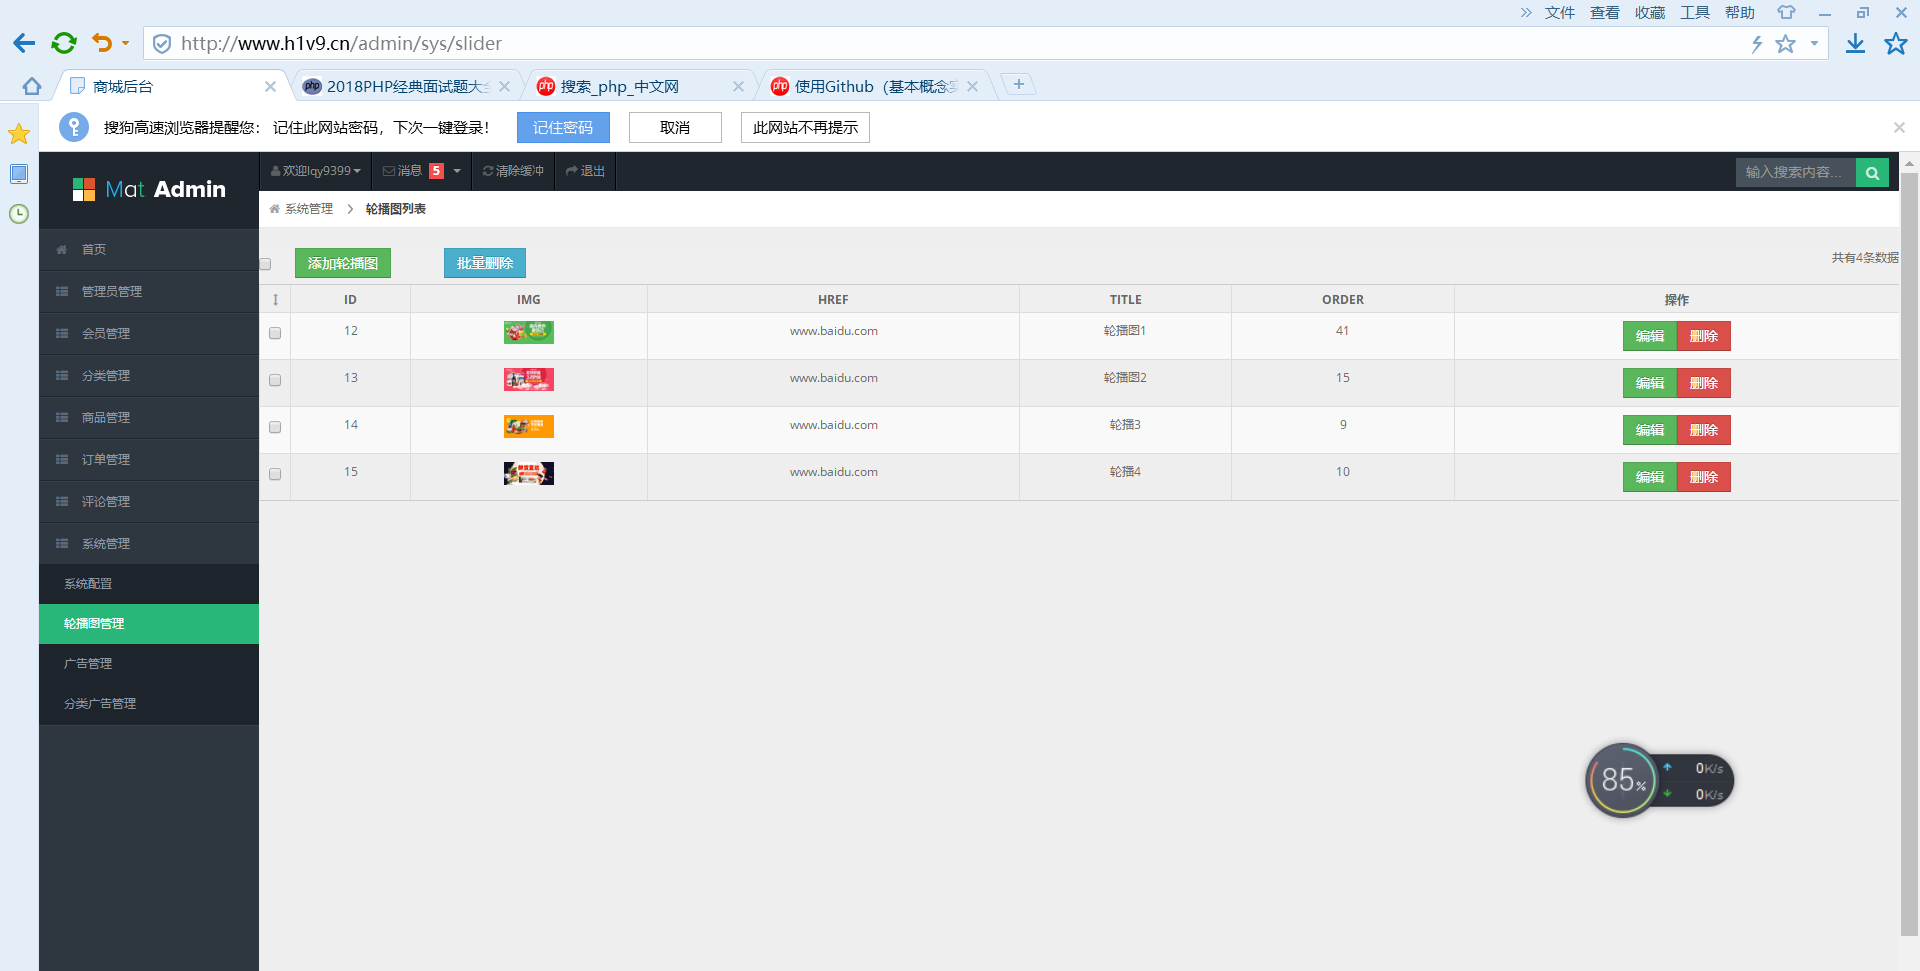 文件 查看 收藏 工具 帮助
http://www.h1v9.cn/admin/sys/slider
商城后台 2018PHP经典面试题大 搜索_php_中文网 使用Github（基本概念
搜狗高速浏览器提醒您： 记住此网站密码，下次一键登录！ 记住密码 取消 此网站不再提示
Mat Admin
欢迎lqy9399 消息 5 清除缓冲 退出 输入搜索内容...
系统管理 轮播图列表
首页
管理员管理
会员管理
分类管理
商品管理
订单管理
评论管理
系统管理
系统配置
轮播图管理
广告管理
分类广告管理
添加轮播图 批量删除 共有4条数据
ID IMG HREF TITLE ORDER 操作
12 www.baidu.com 轮播图1 41 编辑 删除
13 www.baidu.com 轮播图2 15 编辑 删除
14 www.baidu.com 轮播3 9 编辑 删除
15 www.baidu.com 轮播4 10 编辑 删除
85% 0K/s
0K/s